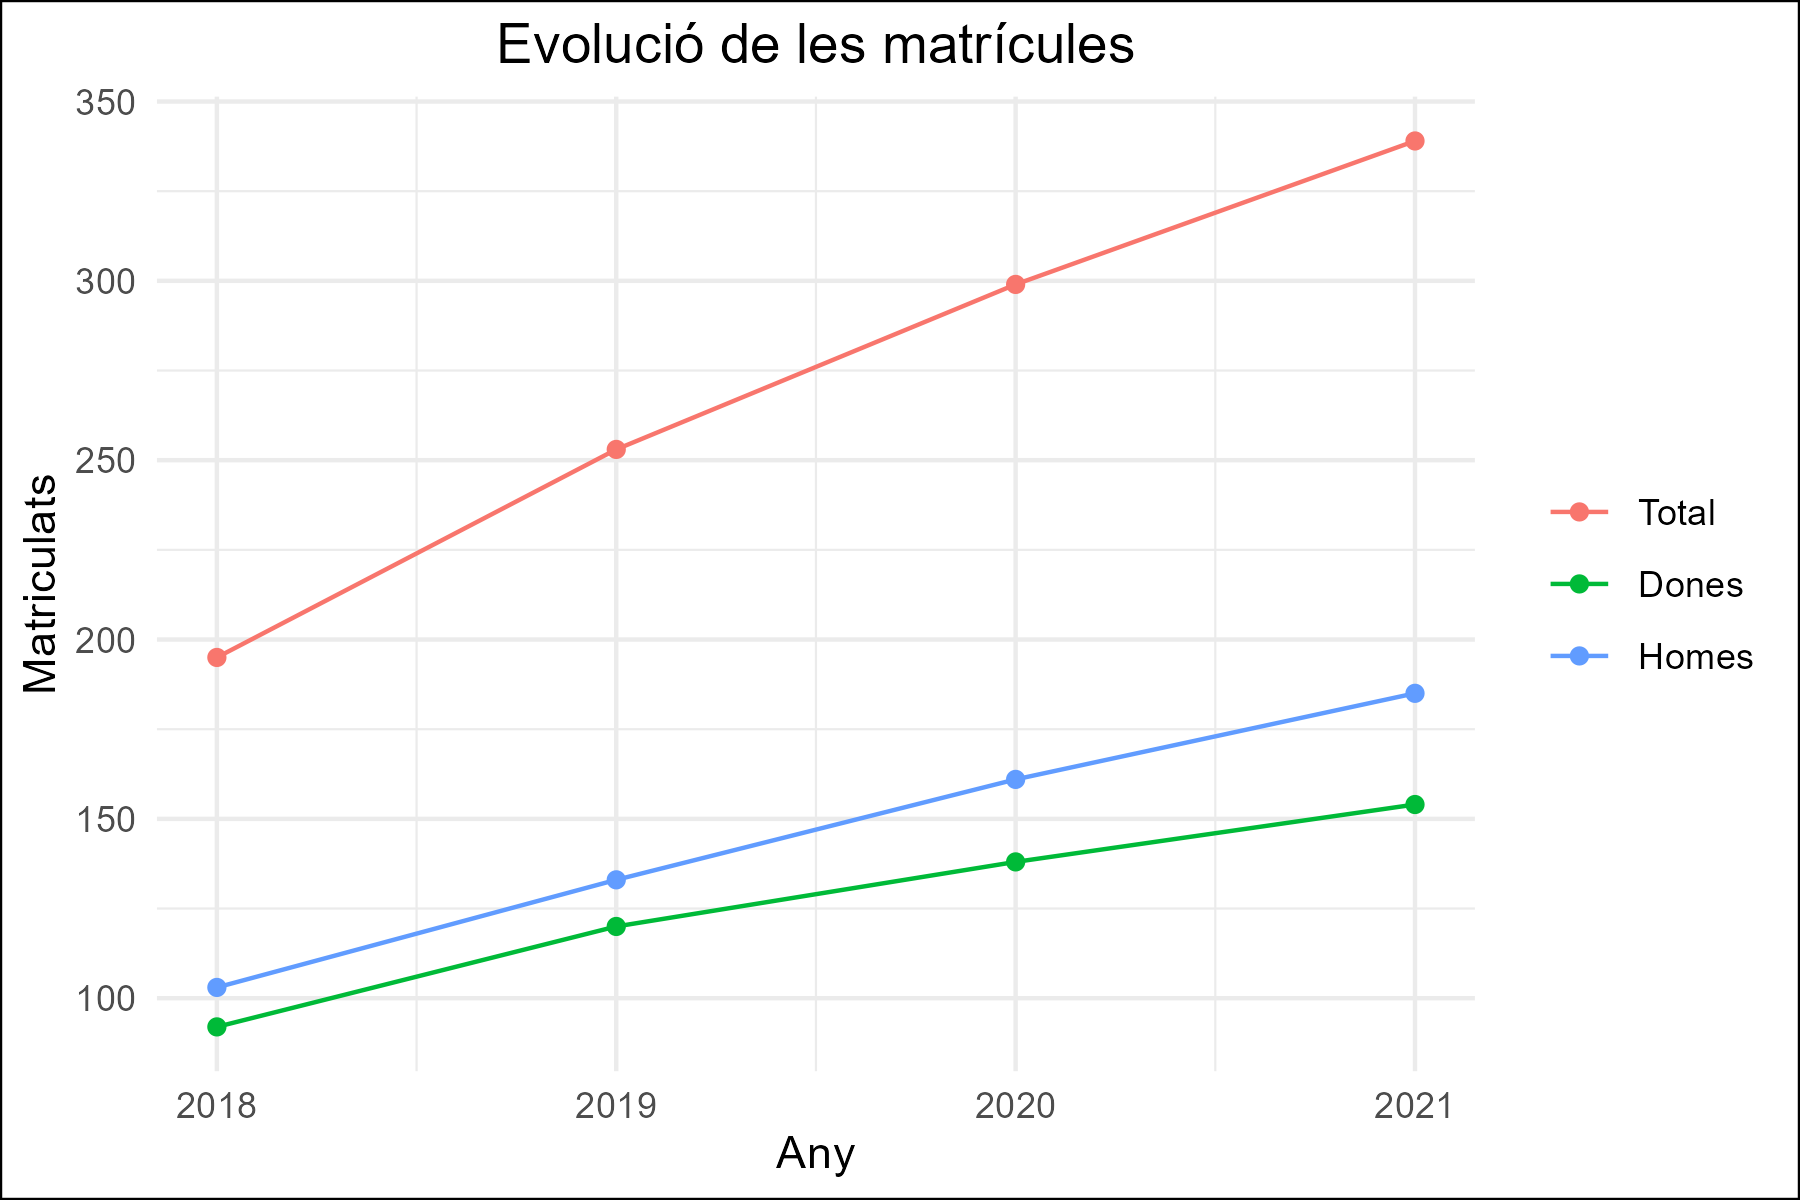 Evolució de les matrícules
350
300
250
200
150
100
Matriculats
2018 2019 2020 2021
Any
Total
Dones
Homes